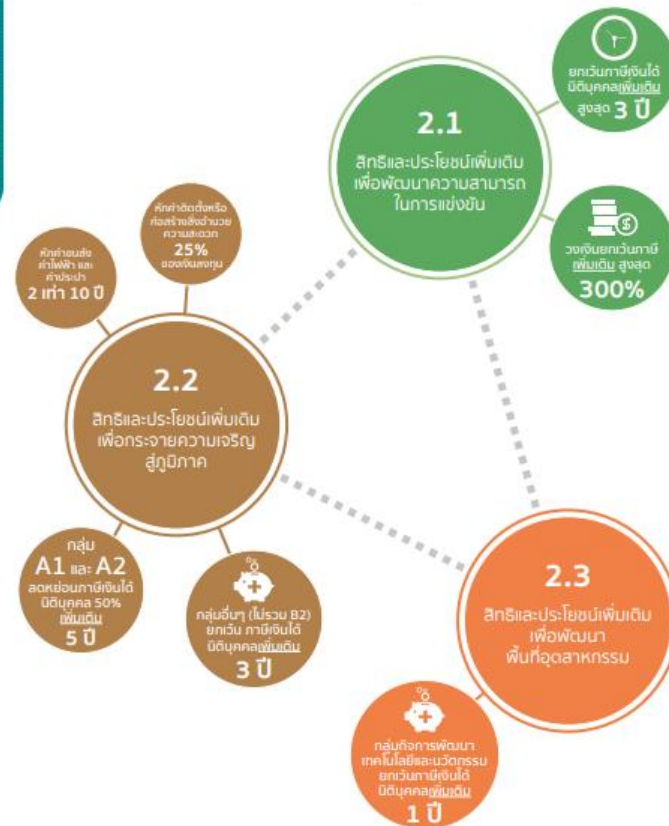 2.1
สิทธิและประโยชน์เพิ่มเติม
เพื่อพัฒนาความสามารถ
ในการแข่งขัน
ยกเว้นภาษีเงินได้
นิติบุคคลเพิ่มเติม
สูงสุด 3 ปี
วงเงินยกเว้นภาษี
เพิ่มเติม สูงสุด
300%
หักค่าติดตั้งหรือ
ก่อสร้างสิ่งอำนวย
ความสะดวก
25%
ของเงินลงทุน
หักค่าขนส่ง
ค่าไฟฟ้า และ
ค่าประปา
2 เท่า 10 ปี
2.2
สิทธิและประโยชน์เพิ่มเติม
เพื่อกระจายความเจริญ
สู่ภูมิภาค
กลุ่ม
A1 และ A2
ลดหย่อนภาษีเงินได้
นิติบุคคล 50%
เพิ่มเติม
5 ปี
%
กลุ่มอื่นๆ (ไม่รวม B2)
ยกเว้น ภาษีเงินได้
นิติบุคคลเพิ่มเติม
3 ปี
2.3
สิทธิและประโยชน์เพิ่มเติม
เพื่อพัฒนา
พื้นที่อุตสาหกรรม
%
กลุ่มกิจการพัฒนา
เทคโนโลยีและนวัตกรรม
ยกเว้นภาษีเงินได้
นิติบุคคลเพิ่มเติม
1 ปี